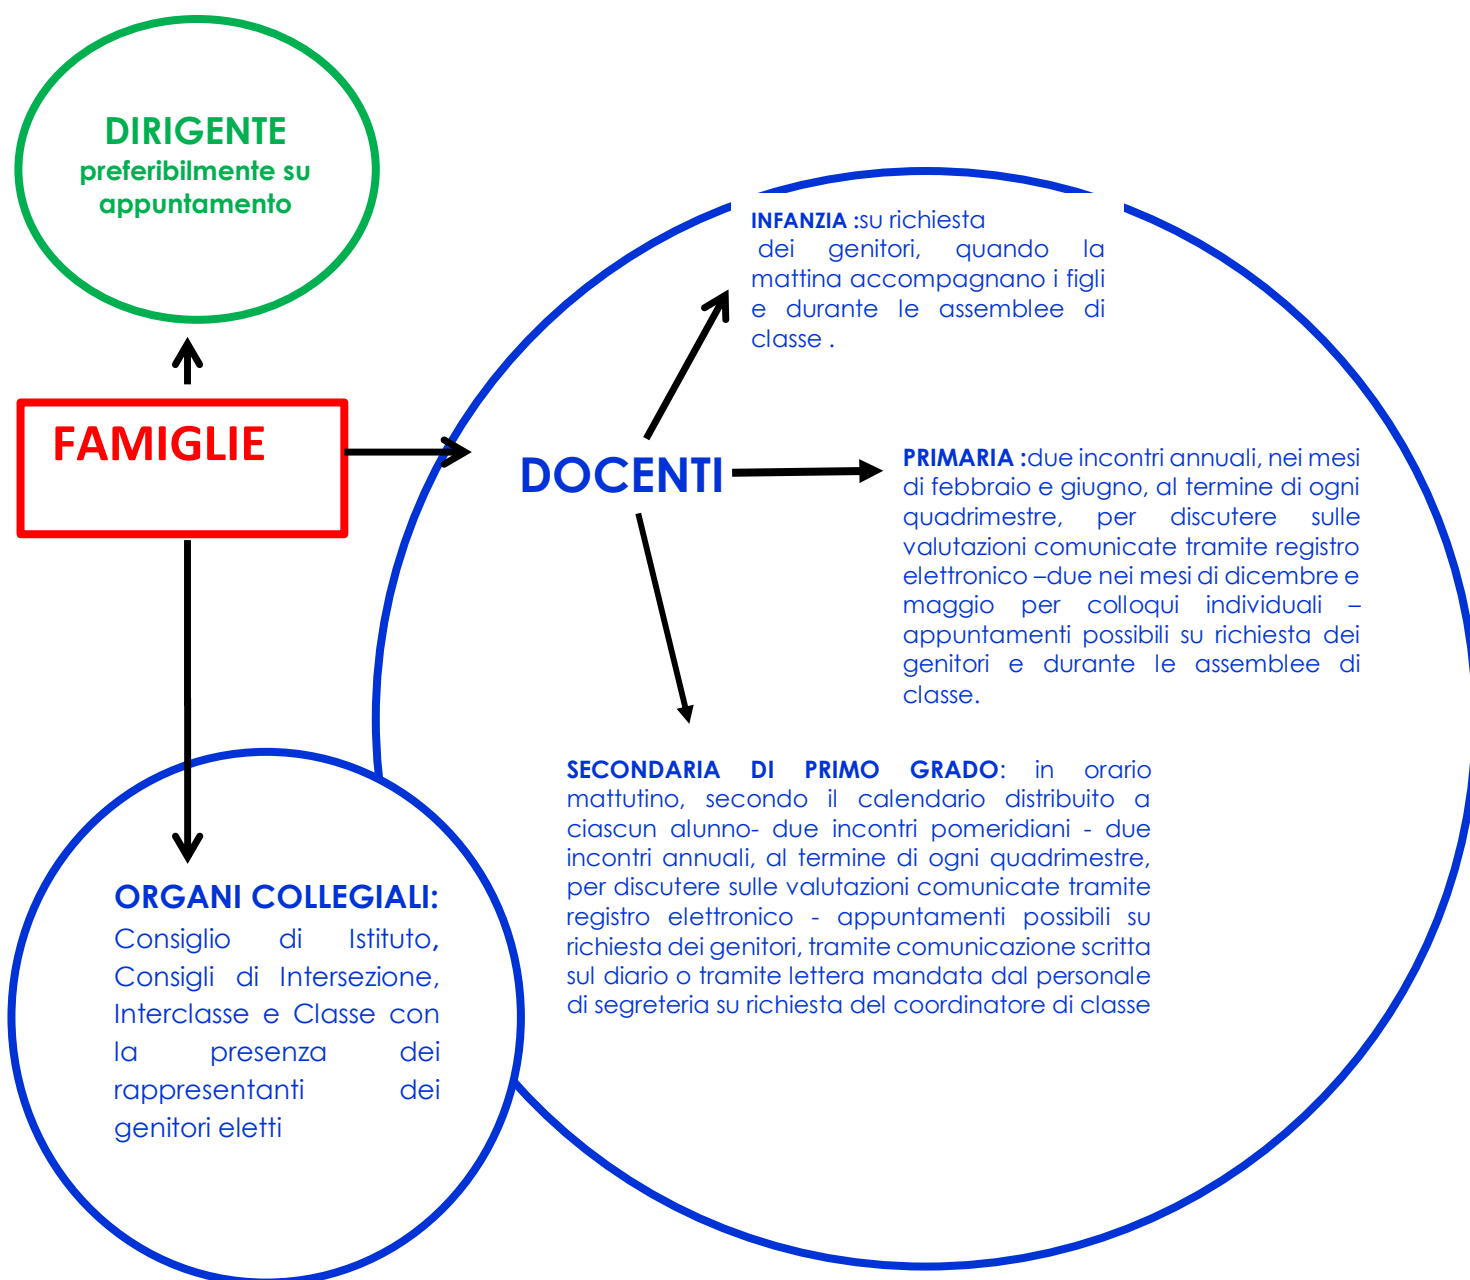 DIRIGENTE
preferibilmente su
appuntamento
FAMIGLIE
DOCENTI
INFANZIA :su richiesta
dei genitori, quando la
mattina accompagnano i figli
e durante le assemblee di
classe .
PRIMARIA :due incontri annuali, nei mesi
di febbraio e giugno, al termine di ogni
quadrimestre, per discutere sulle
valutazioni comunicate tramite registro
elettronico –due nei mesi di dicembre e
maggio per colloqui individuali –
appuntamenti possibili su richiesta dei
genitori e durante le assemblee di
classe.
SECONDARIA DI PRIMO GRADO: in orario
mattutino, secondo il calendario distribuito a
ciascun alunno- due incontri pomeridiani - due
incontri annuali, al termine di ogni quadrimestre,
per discutere sulle valutazioni comunicate tramite
registro elettronico - appuntamenti possibili su
richiesta dei genitori, tramite comunicazione scritta
sul diario o tramite lettera mandata dal personale
di segreteria su richiesta del coordinatore di classe
ORGANI COLLEGIALI:
Consiglio di Istituto,
Consigli di Intersezione,
Interclasse e Classe con
la presenza dei
rappresentanti dei
genitori eletti